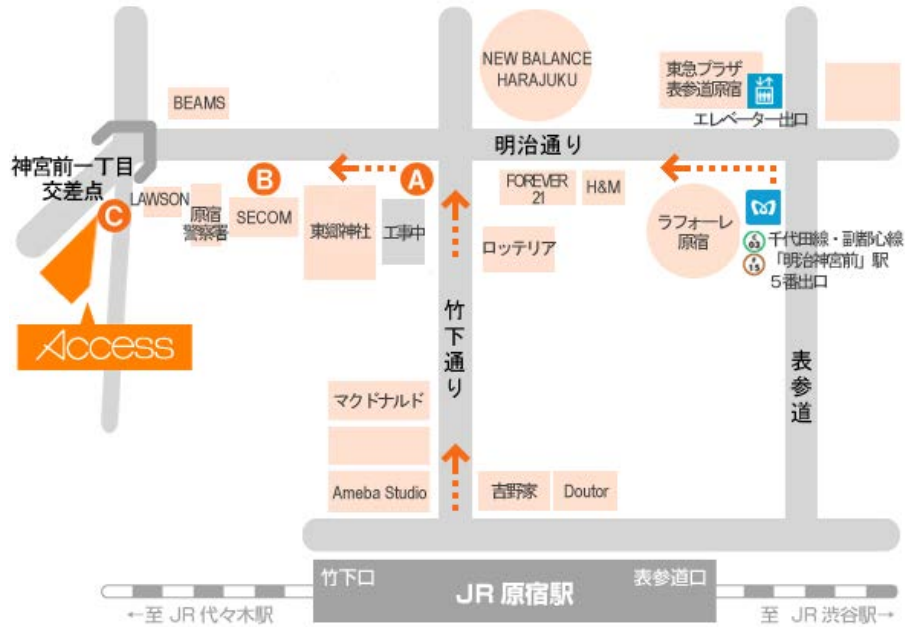 NEW BALANCE
HARAJUKU
東急プラザ
表参道原宿
エレベーター出口
BEAMS
明治通り
神宮前一丁目
交差点
A
B
C
LAWSON
原宿
警察署
SECOM
東郷神社
工事中
FOREVER
21
H&M
ロッテリア
ラフォーレ
原宿
C
03
千代田線・副都心線
F
15
「明治神宮前」駅
5番出口
Access
竹下通り
表参道
マクドナルド
Ameba Studio
吉野家
Doutor
竹下口
JR 原宿駅
表参道口
←至 JR 代々木駅
至 JR 渋谷駅→